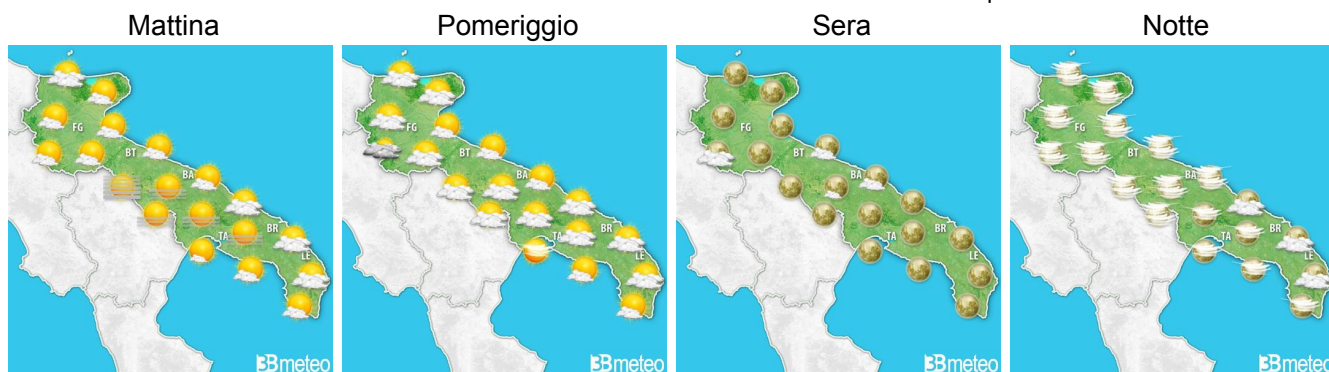 Mattina
FG
BT
BA
TA
BR
LE
3Bmeteo
Pomeriggio
FG
BT
BA
TA
BR
LE
3Bmeteo
Sera
FG
BT
BA
TA
BR
LE
3Bmeteo
Notte
FG
BT
BA
TA
BR
LE
3Bmeteo